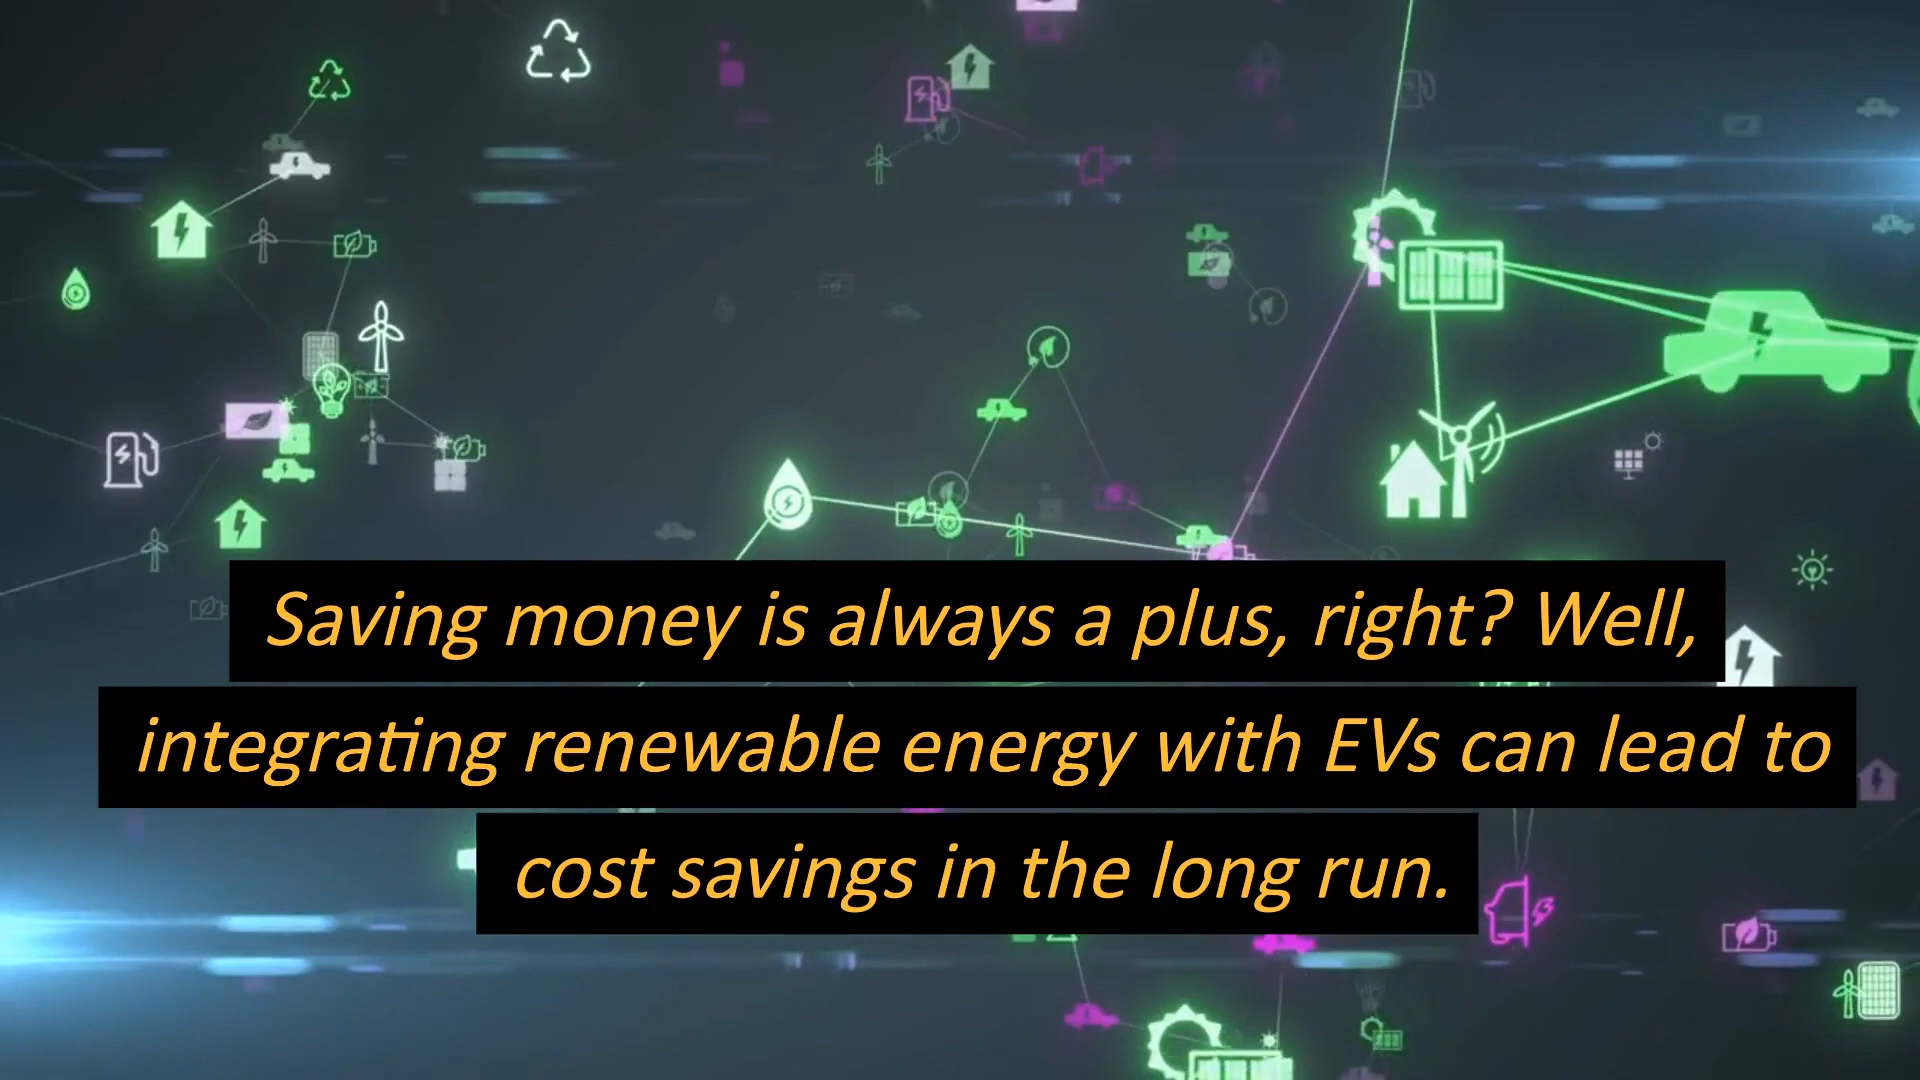 Saving money is always a plus, right? Well,
integrating renewable energy with EVs can lead to
cost savings in the long run.